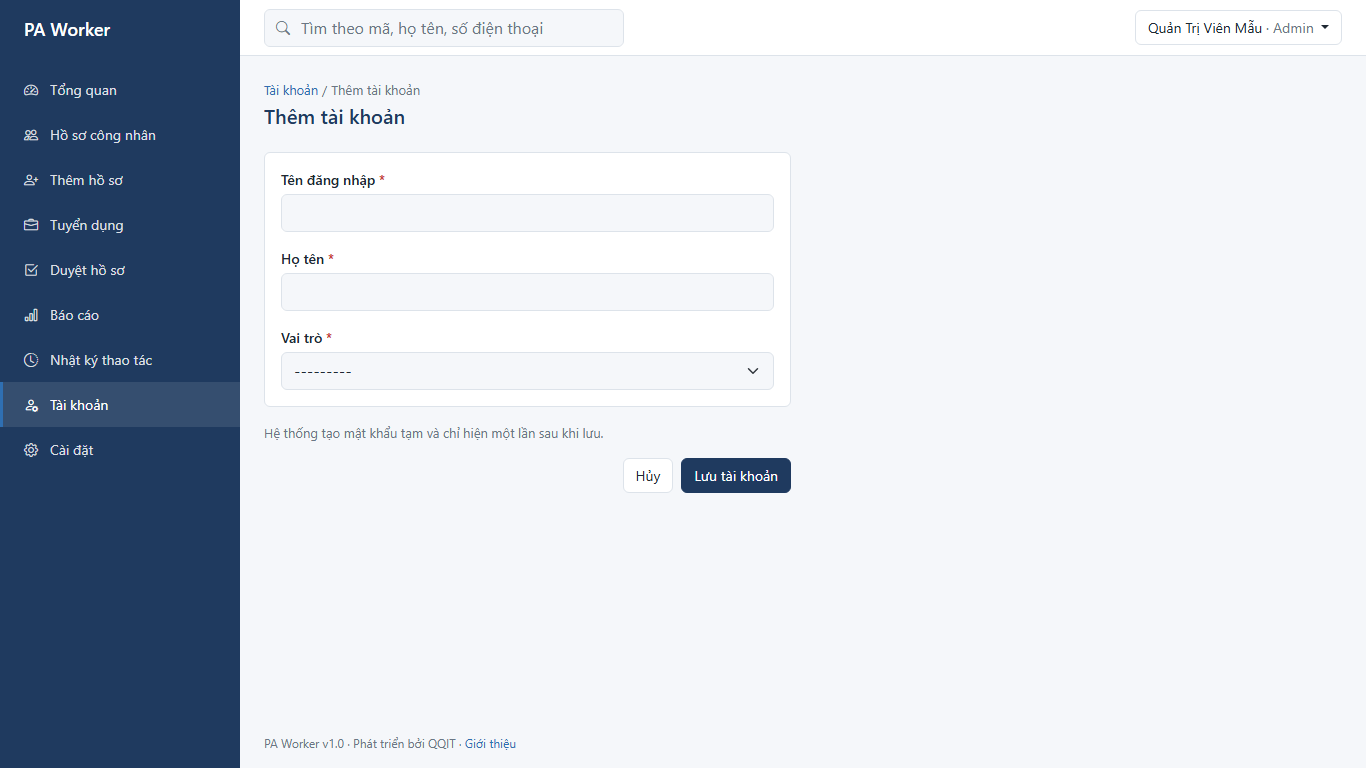 PA Worker
Tìm theo mã, họ tên, số điện thoại
Quản Trị Viên Mẫu · Admin
Tổng quan
Hồ sơ công nhân
Thêm hồ sơ
Tuyển dụng
Duyệt hồ sơ
Báo cáo
Nhật ký thao tác
Tài khoản
Cài đặt
Tài khoản / Thêm tài khoản
Thêm tài khoản
Tên đăng nhập *
Họ tên *
Vai trò *
---------
Hệ thống tạo mật khẩu tạm và chỉ hiện một lần sau khi lưu.
Hủy
Lưu tài khoản
PA Worker v1.0 · Phát triển bởi QQIT · Giới thiệu